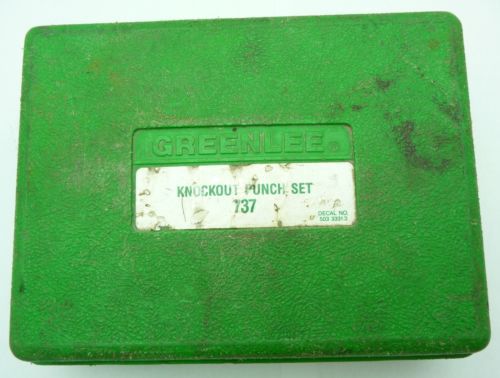 GREENLEE®
KNOCKOUT PUNCH SET
737
DECAL NO.
503 3331.3